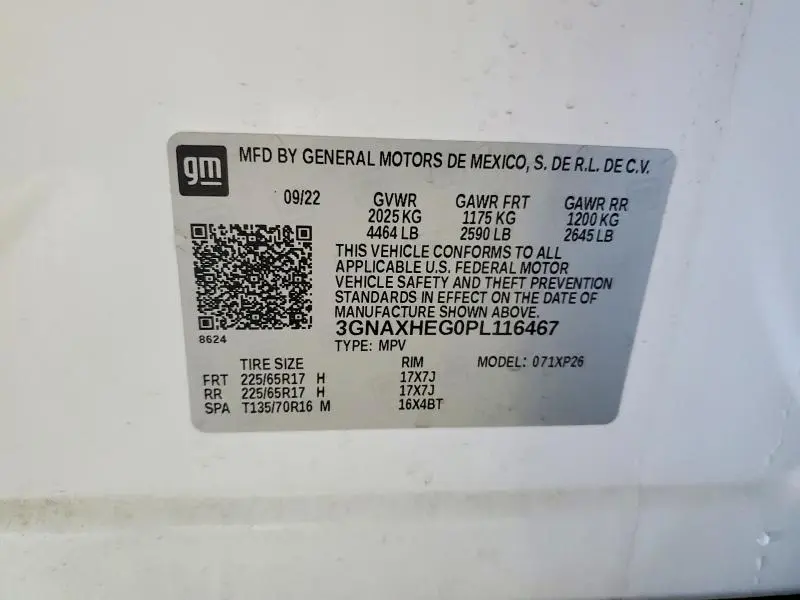 gm MFD BY GENERAL MOTORS DE MEXICO, S. DE R.L. DE C.V.
09/22 GVWR GAWR FRT GAWR RR
2025 KG 1175 KG 1200 KG
4464 LB 2590 LB 2645 LB
THIS VEHICLE CONFORMS TO ALL
APPLICABLE U.S. FEDERAL MOTOR
VEHICLE SAFETY AND THEFT PREVENTION
STANDARDS IN EFFECT ON THE DATE OF
MANUFACTURE SHOWN ABOVE.
3GNAXHEG0PL116467
8624
TYPE: MPV
TIRE SIZE RIM MODEL: 071XP26
FRT 225/65R17 H 17X7J
RR 225/65R17 H 17X7J
SPA T135/70R16 M 16X4BT